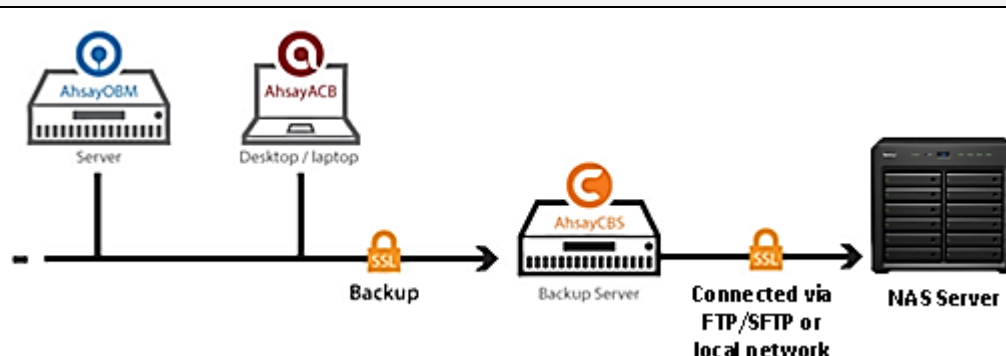 AhsayOBM
Server
AhsayACB
Desktop / laptop
SSL
Backup
AhsayCBS
Backup Server
SSL
Connected via
FTP/SFTP or
local network
NAS Server